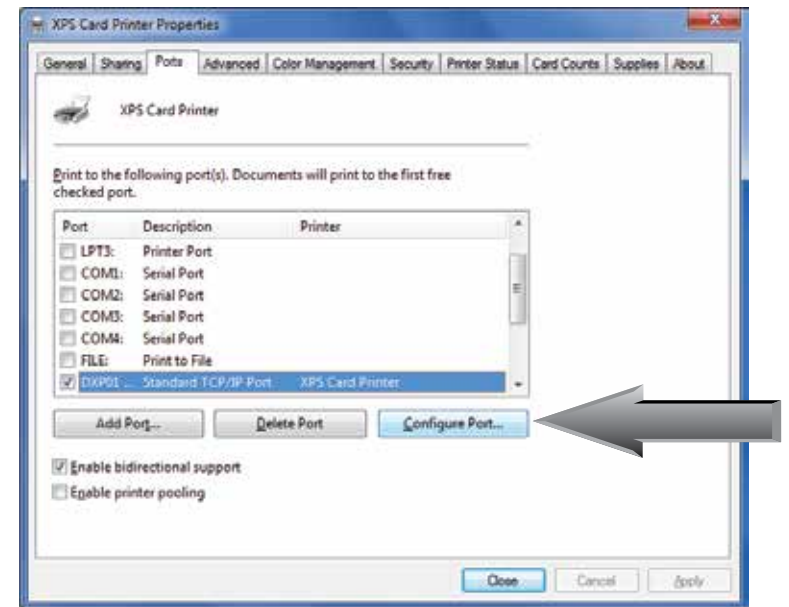 XPS Card Printer Properties
General Sharing Ports Advanced Color Management Security Printer Status Card Counts Supplies About
XPS Card Printer
Print to the following port(s). Documents will print to the first free
checked port.
Port Description Printer
LPT3: Printer Port
COM1: Serial Port
COM2: Serial Port
COM3: Serial Port
COM4: Serial Port
FILE: Print to File
DXP01 ... Standard TCP/IP Port XPS Card Printer
Add Port... Delete Port Configure Port...
Enable bidirectional support
Enable printer pooling
Close Cancel Apply